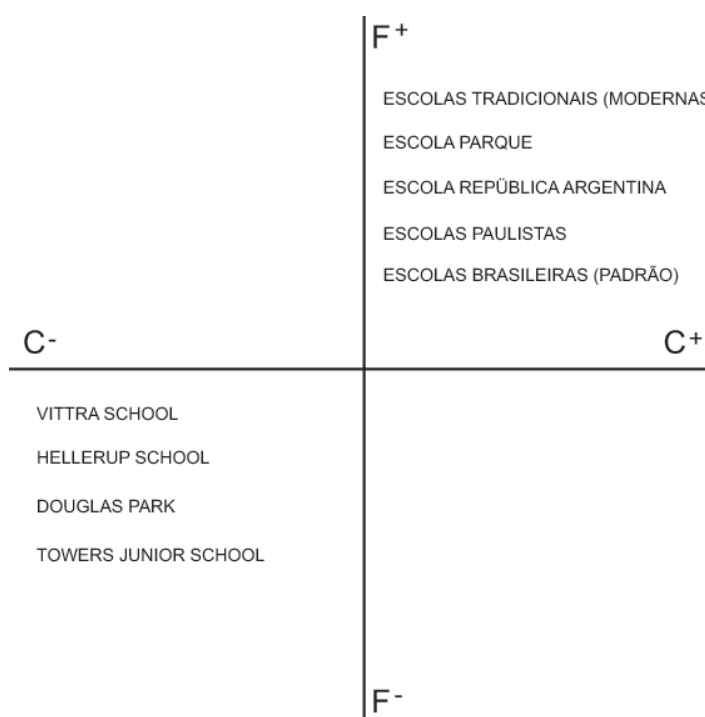 F+
ESCOLAS TRADICIONAIS (MODERNAS
ESCOLA PARQUE
ESCOLA REPÜBLICA ARGENTINA
ESCOLAS PAULISTAS
ESCOLAS BRASILEIRAS (PADRÃO)
C-
C+
VITTRA SCHOOL
HELLERUP SCHOOL
DOUGLAS PARK
TOWERS JUNIOR SCHOOL
F-